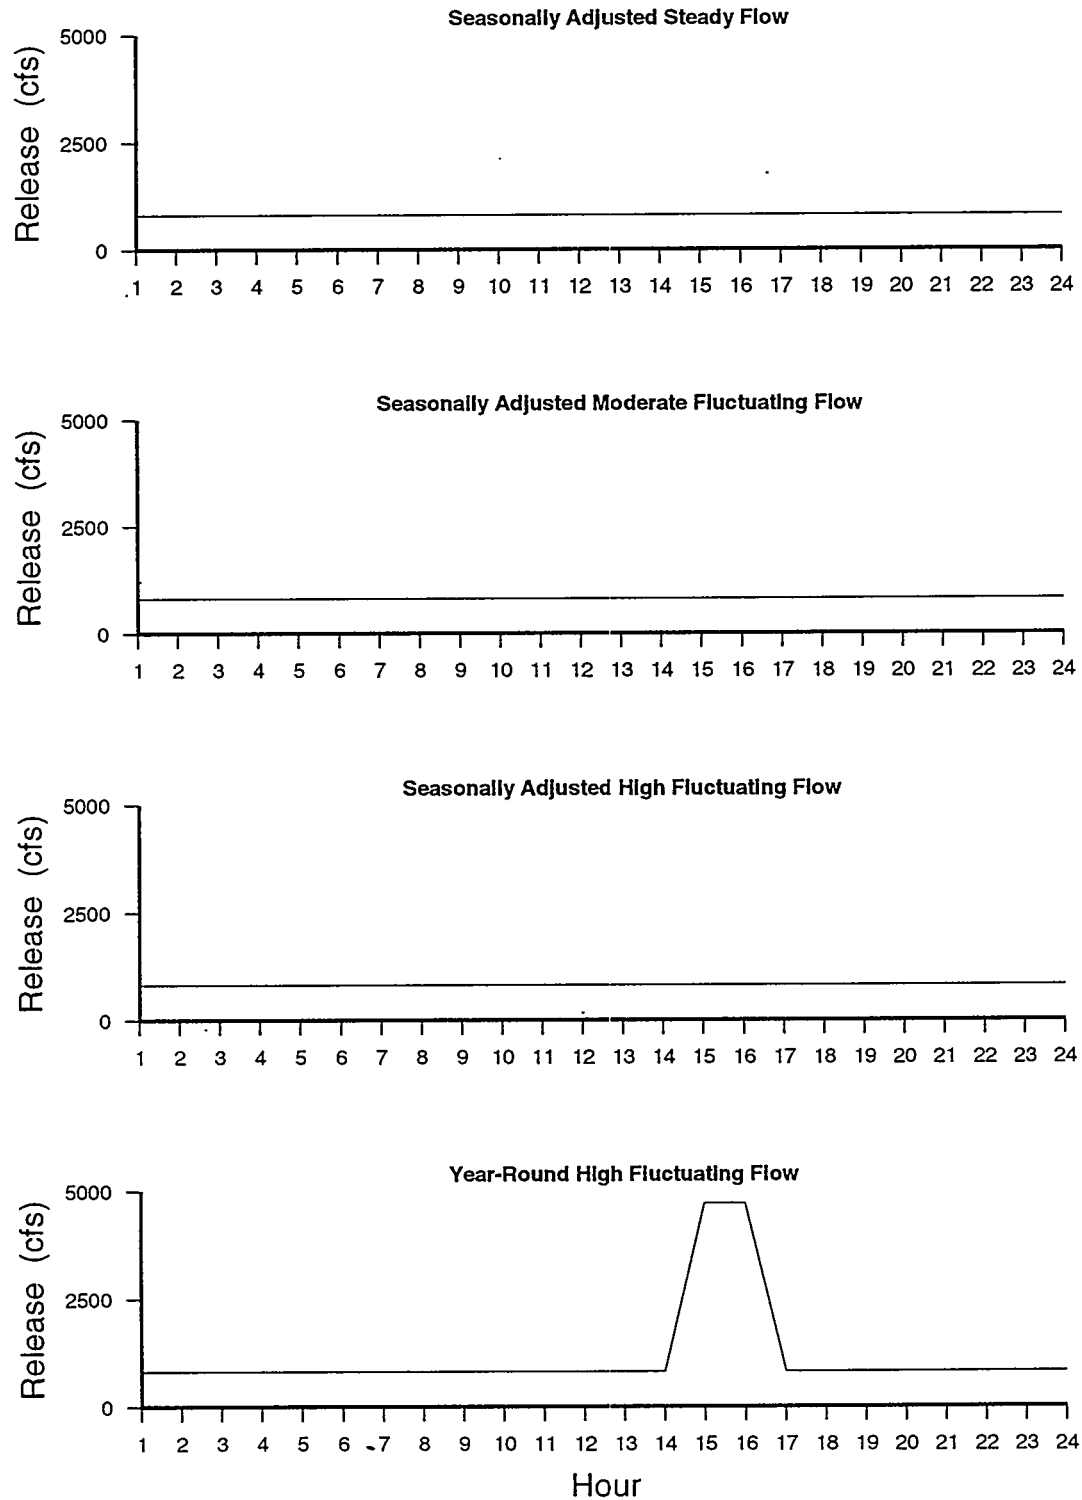 Seasonally Adjusted Steady Flow
Release (cfs)
5000
2500
0
1 2 3 4 5 6 7 8 9 10 11 12 13 14 15 16 17 18 19 20 21 22 23 24
Seasonally Adjusted Moderate Fluctuating Flow
Release (cfs)
5000
2500
0
1 2 3 4 5 6 7 8 9 10 11 12 13 14 15 16 17 18 19 20 21 22 23 24
Seasonally Adjusted High Fluctuating Flow
Release (cfs)
5000
2500
0
1 2 3 4 5 6 7 8 9 10 11 12 13 14 15 16 17 18 19 20 21 22 23 24
Year-Round High Fluctuating Flow
Release (cfs)
5000
2500
0
1 2 3 4 5 6 7 8 9 10 11 12 13 14 15 16 17 18 19 20 21 22 23 24
Hour